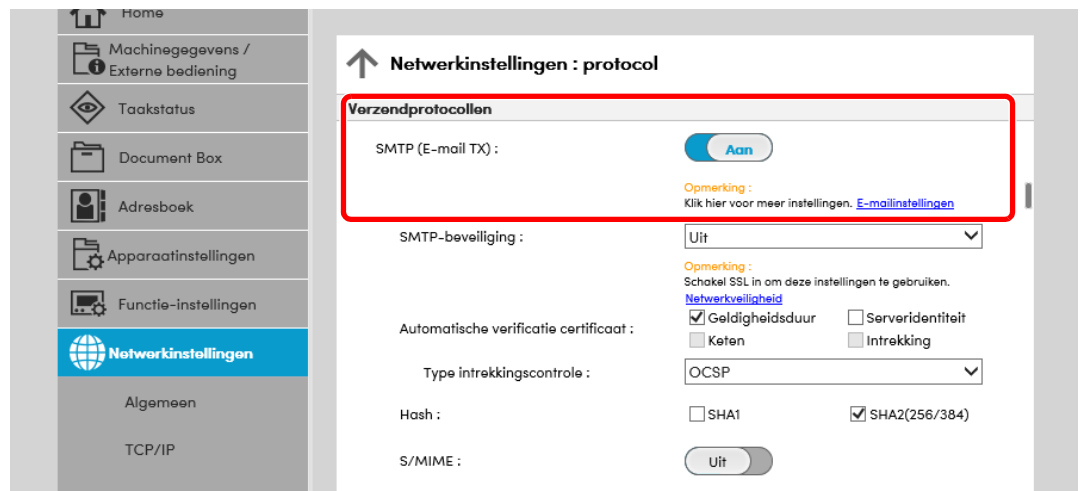 Home
Machinegegevens /
Externe bediening
Taakstatus
Document Box
Adresboek
Apparaatinstellingen
Functie-instellingen
Netwerkinstellingen
Algemeen
TCP/IP
Netwerkinstellingen : protocol
Verzendprotocollen
SMTP (E-mail TX) : Aan
Opmerking :
Klik hier voor meer instellingen. E-mailinstellingen
SMTP-beveiliging : Uit
Opmerking :
Schakel SSL in om deze instellingen te gebruiken.
Netwerkveiligheid
Automatische verificatie certificaat : Geldigheidsduur Serveridentiteit
Keten Intrekking
Type intrekkingscontrole : OCSP
Hash : SHA1 SHA2(256/384)
S/MIME : Uit